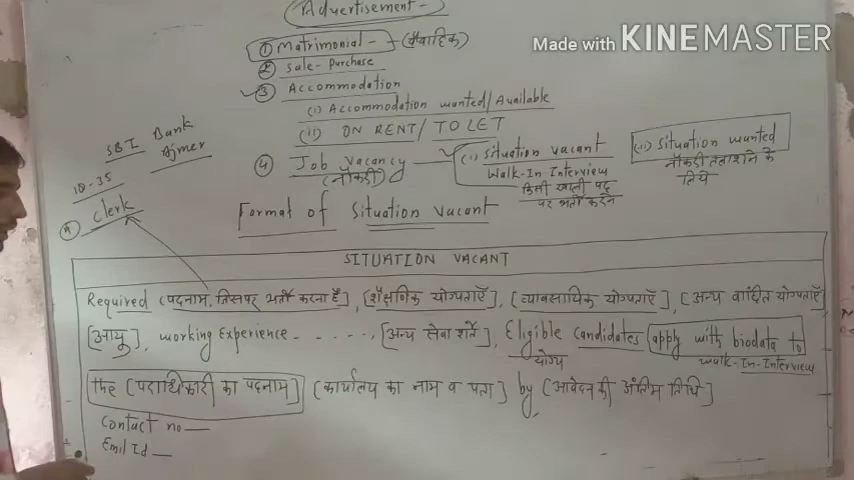 Advertisement
Made with KINEMASTER
① Matrimonial - (वैवाहिक)
② Sale-Purchase
③ Accommodation
(i) Accommodation wanted/Available
(ii) ON RENT/ TO LET
④ Job vacancy
(नौकरी)
(i) Situation vacant
Walk-In Interview
किसी खाली पद
पर भर्ती करने
(ii) Situation wanted
नौकरी तलाशने के
लिये
SBI Bank
Ajmer
18-35
Clerk
Format of Situation vacant
SITUATION VACANT
Required [पदनाम, जिसपर भर्ती करना है], [शैक्षणिक योग्यताएँ], [व्यावसायिक योग्यताएँ], [अन्य वांछित योग्यताएँ]
[आयु], working Experience - - ....., [अन्य सेवा शर्तें], Eligible candidates apply with biodata to
योग्य
walk-In-Interview
the [पदाधिकारी का पदनाम] [कार्यालय का नाम व पता] by [आवेदन की अंतिम तिथि]
Contact no —
Emil Id —